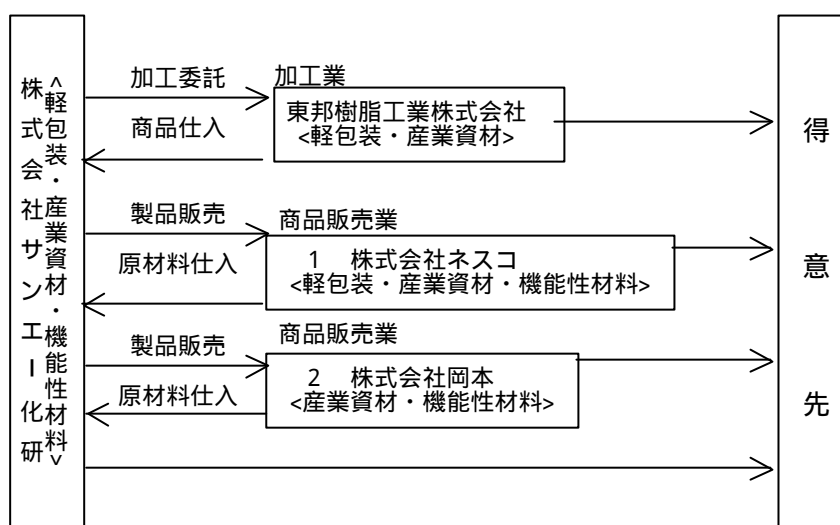 株式会社サンエー化研
<軽包装・産業資材・機能性材料>
加工委託
商品仕入
加工業
東邦樹脂工業株式会社
<軽包装・産業資材>
製品販売
原材料仕入
商品販売業
1 株式会社ネスコ
<軽包装・産業資材・機能性材料>
製品販売
原材料仕入
商品販売業
2 株式会社岡本
<産業資材・機能性材料>
得意先